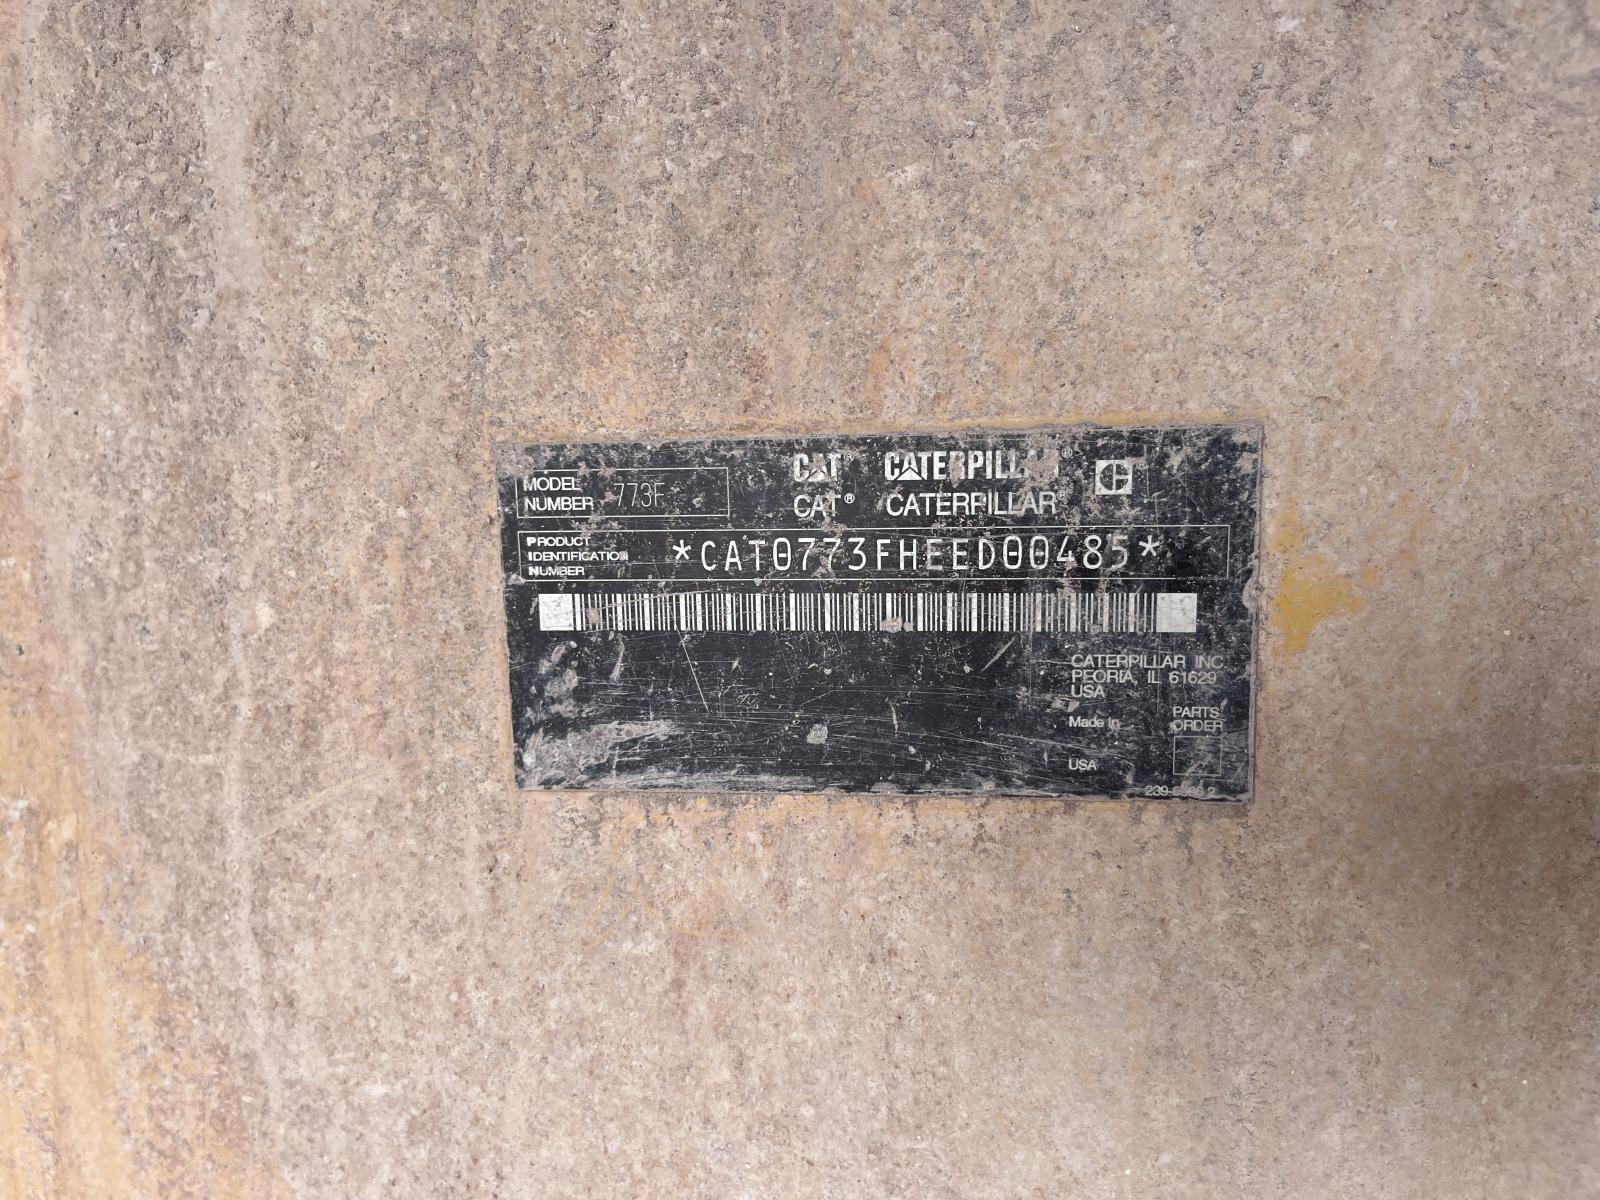 CAT® CATERPILLAR®
MODEL NUMBER 773F
CAT® CATERPILLAR®
PRODUCT IDENTIFICATION NUMBER
*CAT0773FHEED00485*
CATERPILLAR INC
PEORIA, IL 61629
USA
Made In
USA
PARTS ORDER